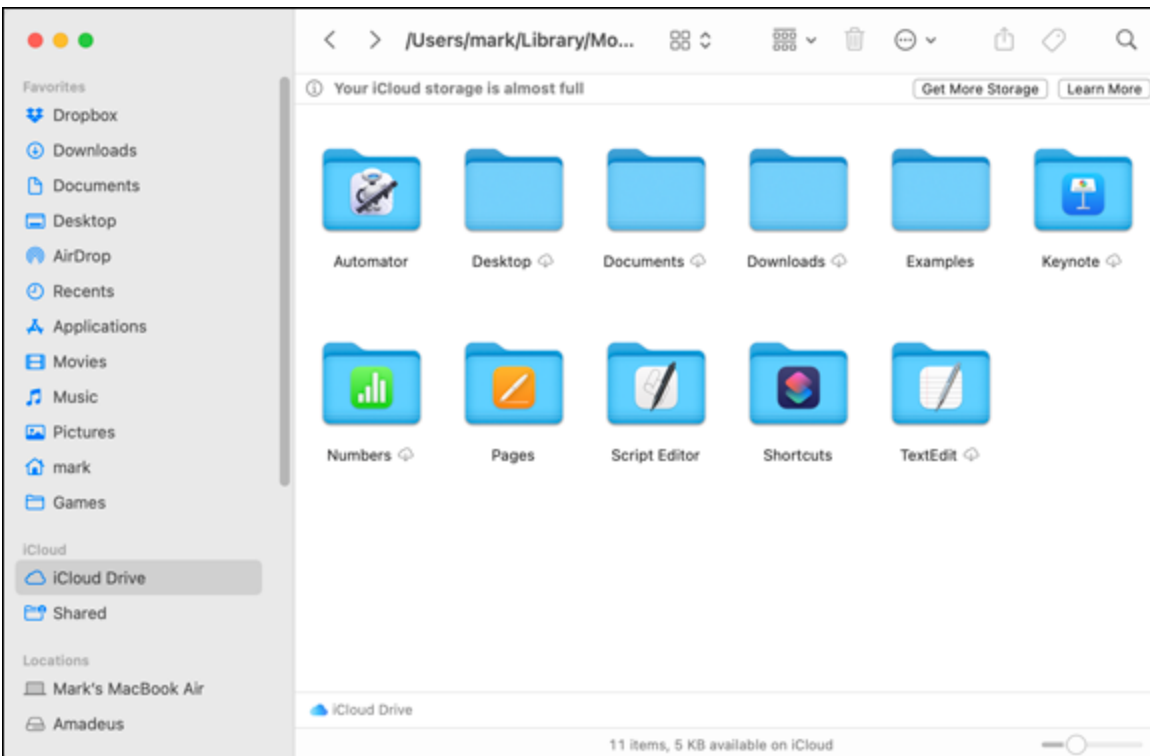 /Users/mark/Library/Mo...
Favorites
Dropbox
Downloads
Documents
Desktop
AirDrop
Recents
Applications
Movies
Music
Pictures
mark
Games
iCloud
iCloud Drive
Shared
Locations
Mark's MacBook Air
Amadeus
Your iCloud storage is almost full
Get More Storage
Learn More
Automator
Desktop
Documents
Downloads
Examples
Keynote
Numbers
Pages
Script Editor
Shortcuts
TextEdit
iCloud Drive
11 items, 5 KB available on iCloud